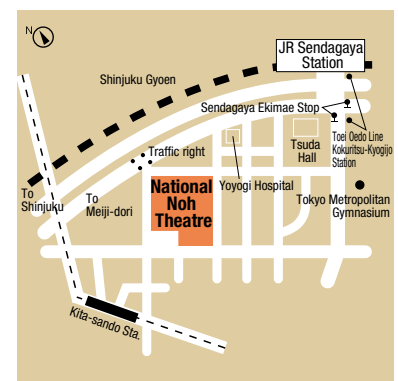 N
JR Sendagaya
Station
Shinjuku Gyoen
Sendagaya Ekimae Stop
Traffic right
Tsuda
Hall
Toei Oedo Line
Kokuritsu-Kyogijo
Station
To
Shinjuku
To
Meiji-dori
National
Noh
Theatre
Yoyogi Hospital
Tokyo Metropolitan
Gymnasium
Kita-sando Sta.